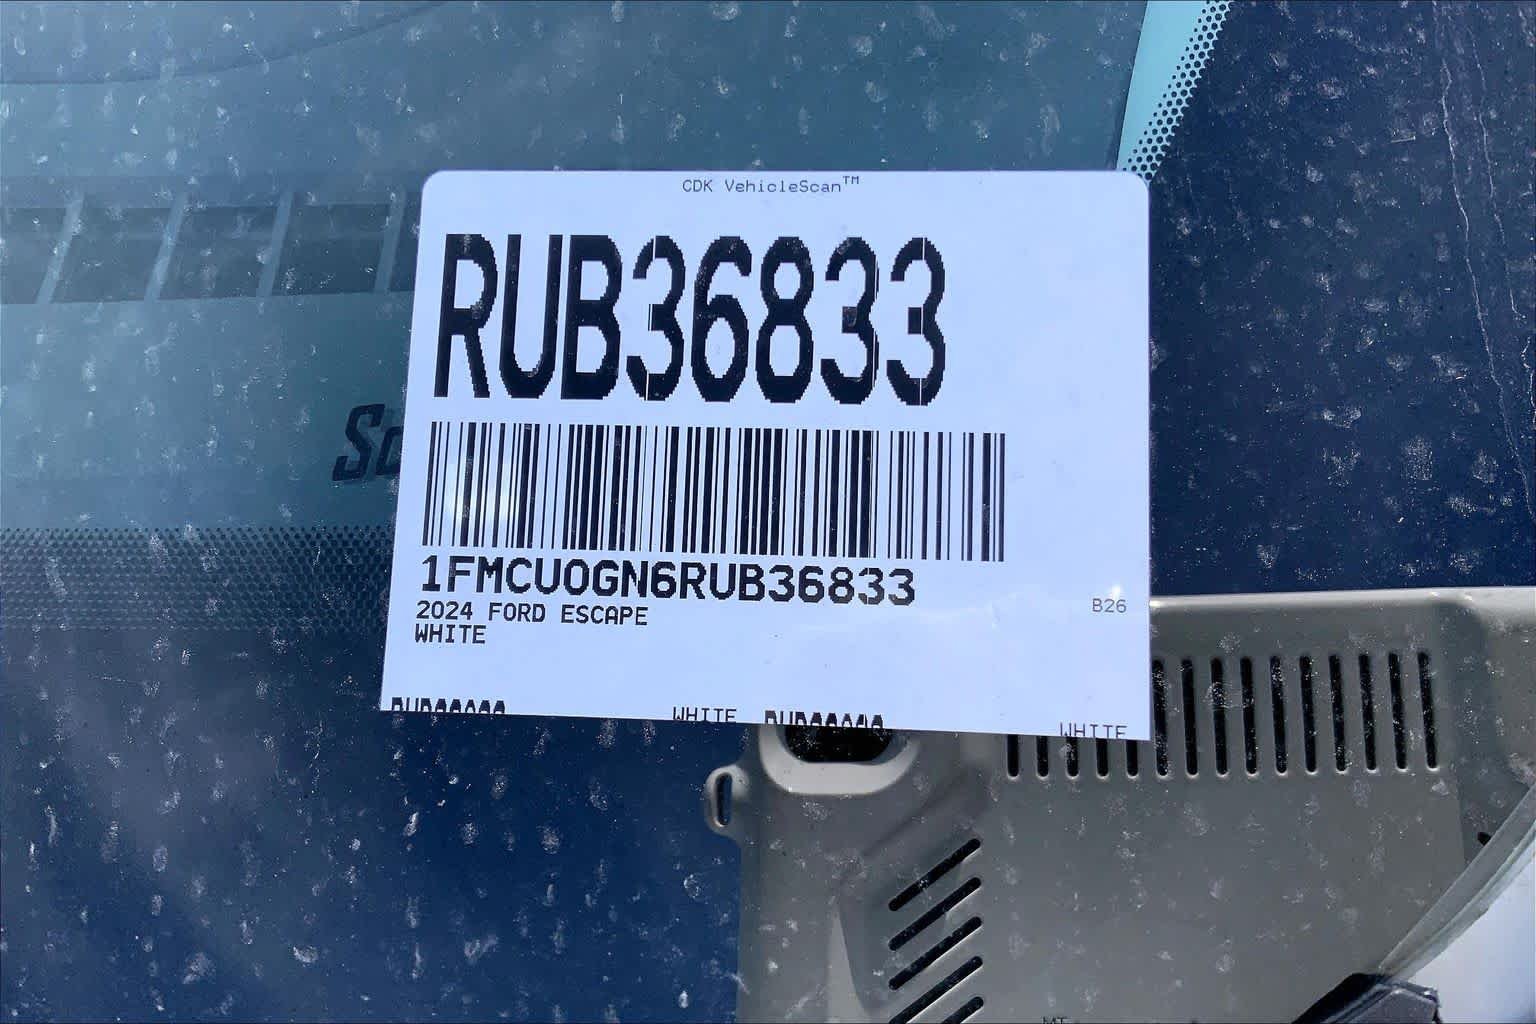 CDK VehicleScan™
RUB36833
1FMCU0GN6RUB36833
2024 FORD ESCAPE
WHITE
B26
WHITE
WHITE